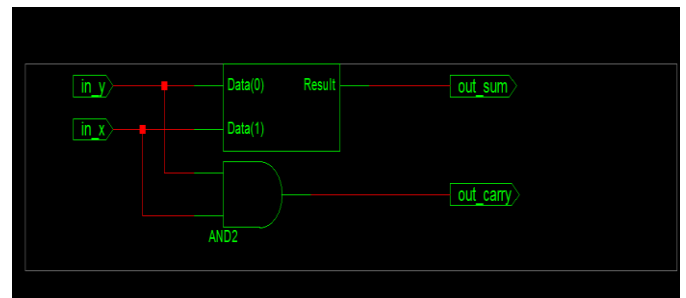 in_y
Data(0)
Result
out_sum
in_x
Data(1)
out_carry
AND2